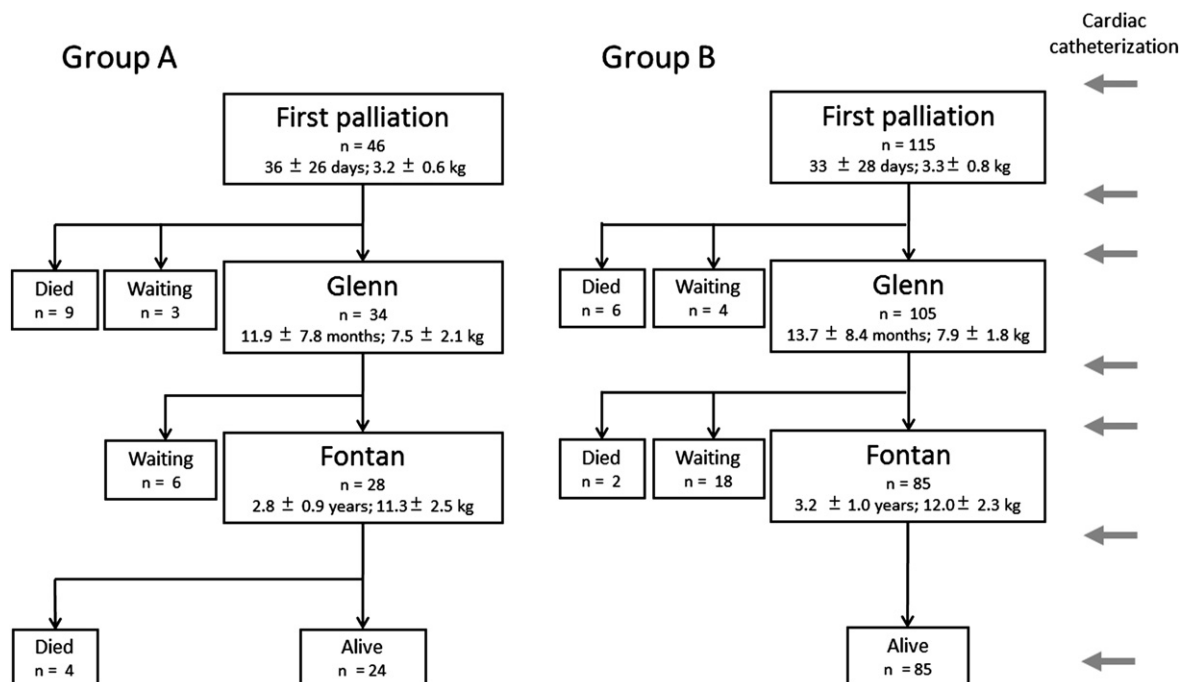 Cardiac
catheterization
Group A
First palliation
n = 46
36 ± 26 days; 3.2 ± 0.6 kg
Died
n = 9
Waiting
n = 3
Glenn
n = 34
11.9 ± 7.8 months; 7.5 ± 2.1 kg
Waiting
n = 6
Fontan
n = 28
2.8 ± 0.9 years; 11.3 ± 2.5 kg
Died
n = 4
Alive
n = 24
Group B
First palliation
n = 115
33 ± 28 days; 3.3 ± 0.8 kg
Died
n = 6
Waiting
n = 4
Glenn
n = 105
13.7 ± 8.4 months; 7.9 ± 1.8 kg
Died
n = 2
Waiting
n = 18
Fontan
n = 85
3.2 ± 1.0 years; 12.0 ± 2.3 kg
Alive
n = 85